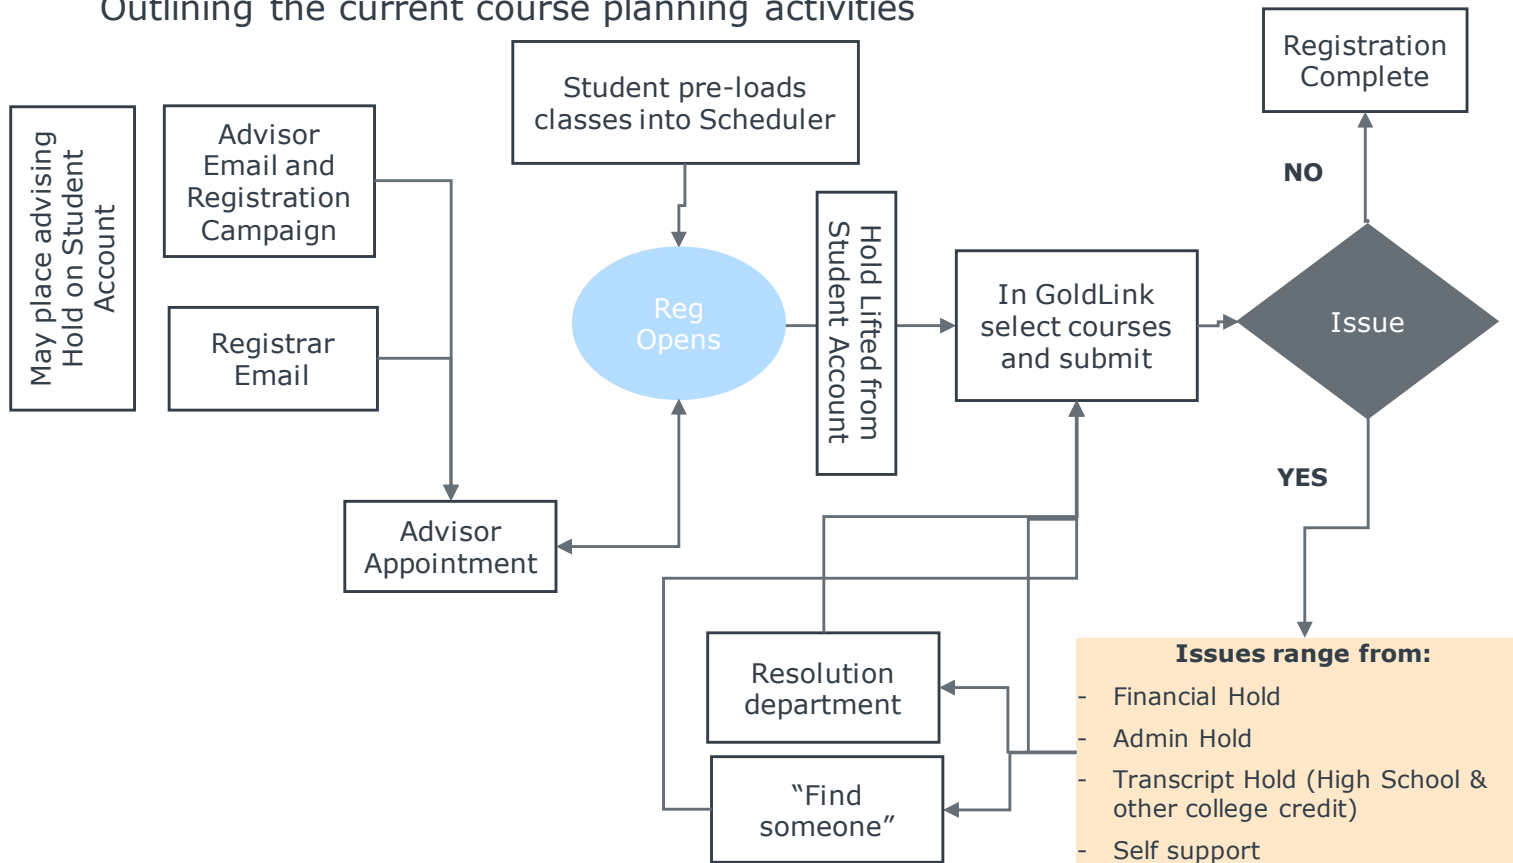 Outlining the current course planning activities
May place advising
Hold on Student
Account
Advisor
Email and
Registration
Campaign
Registrar
Email
Student pre-loads
classes into Scheduler
Reg
Opens
Advisor
Appointment
Hold Lifted from
Student Account
In GoldLink
select courses
and submit
Issue
NO
Registration
Complete
YES
Issues range from:
- Financial Hold
- Admin Hold
- Transcript Hold (High School &
other college credit)
- Self support
Resolution
department
“Find
someone”